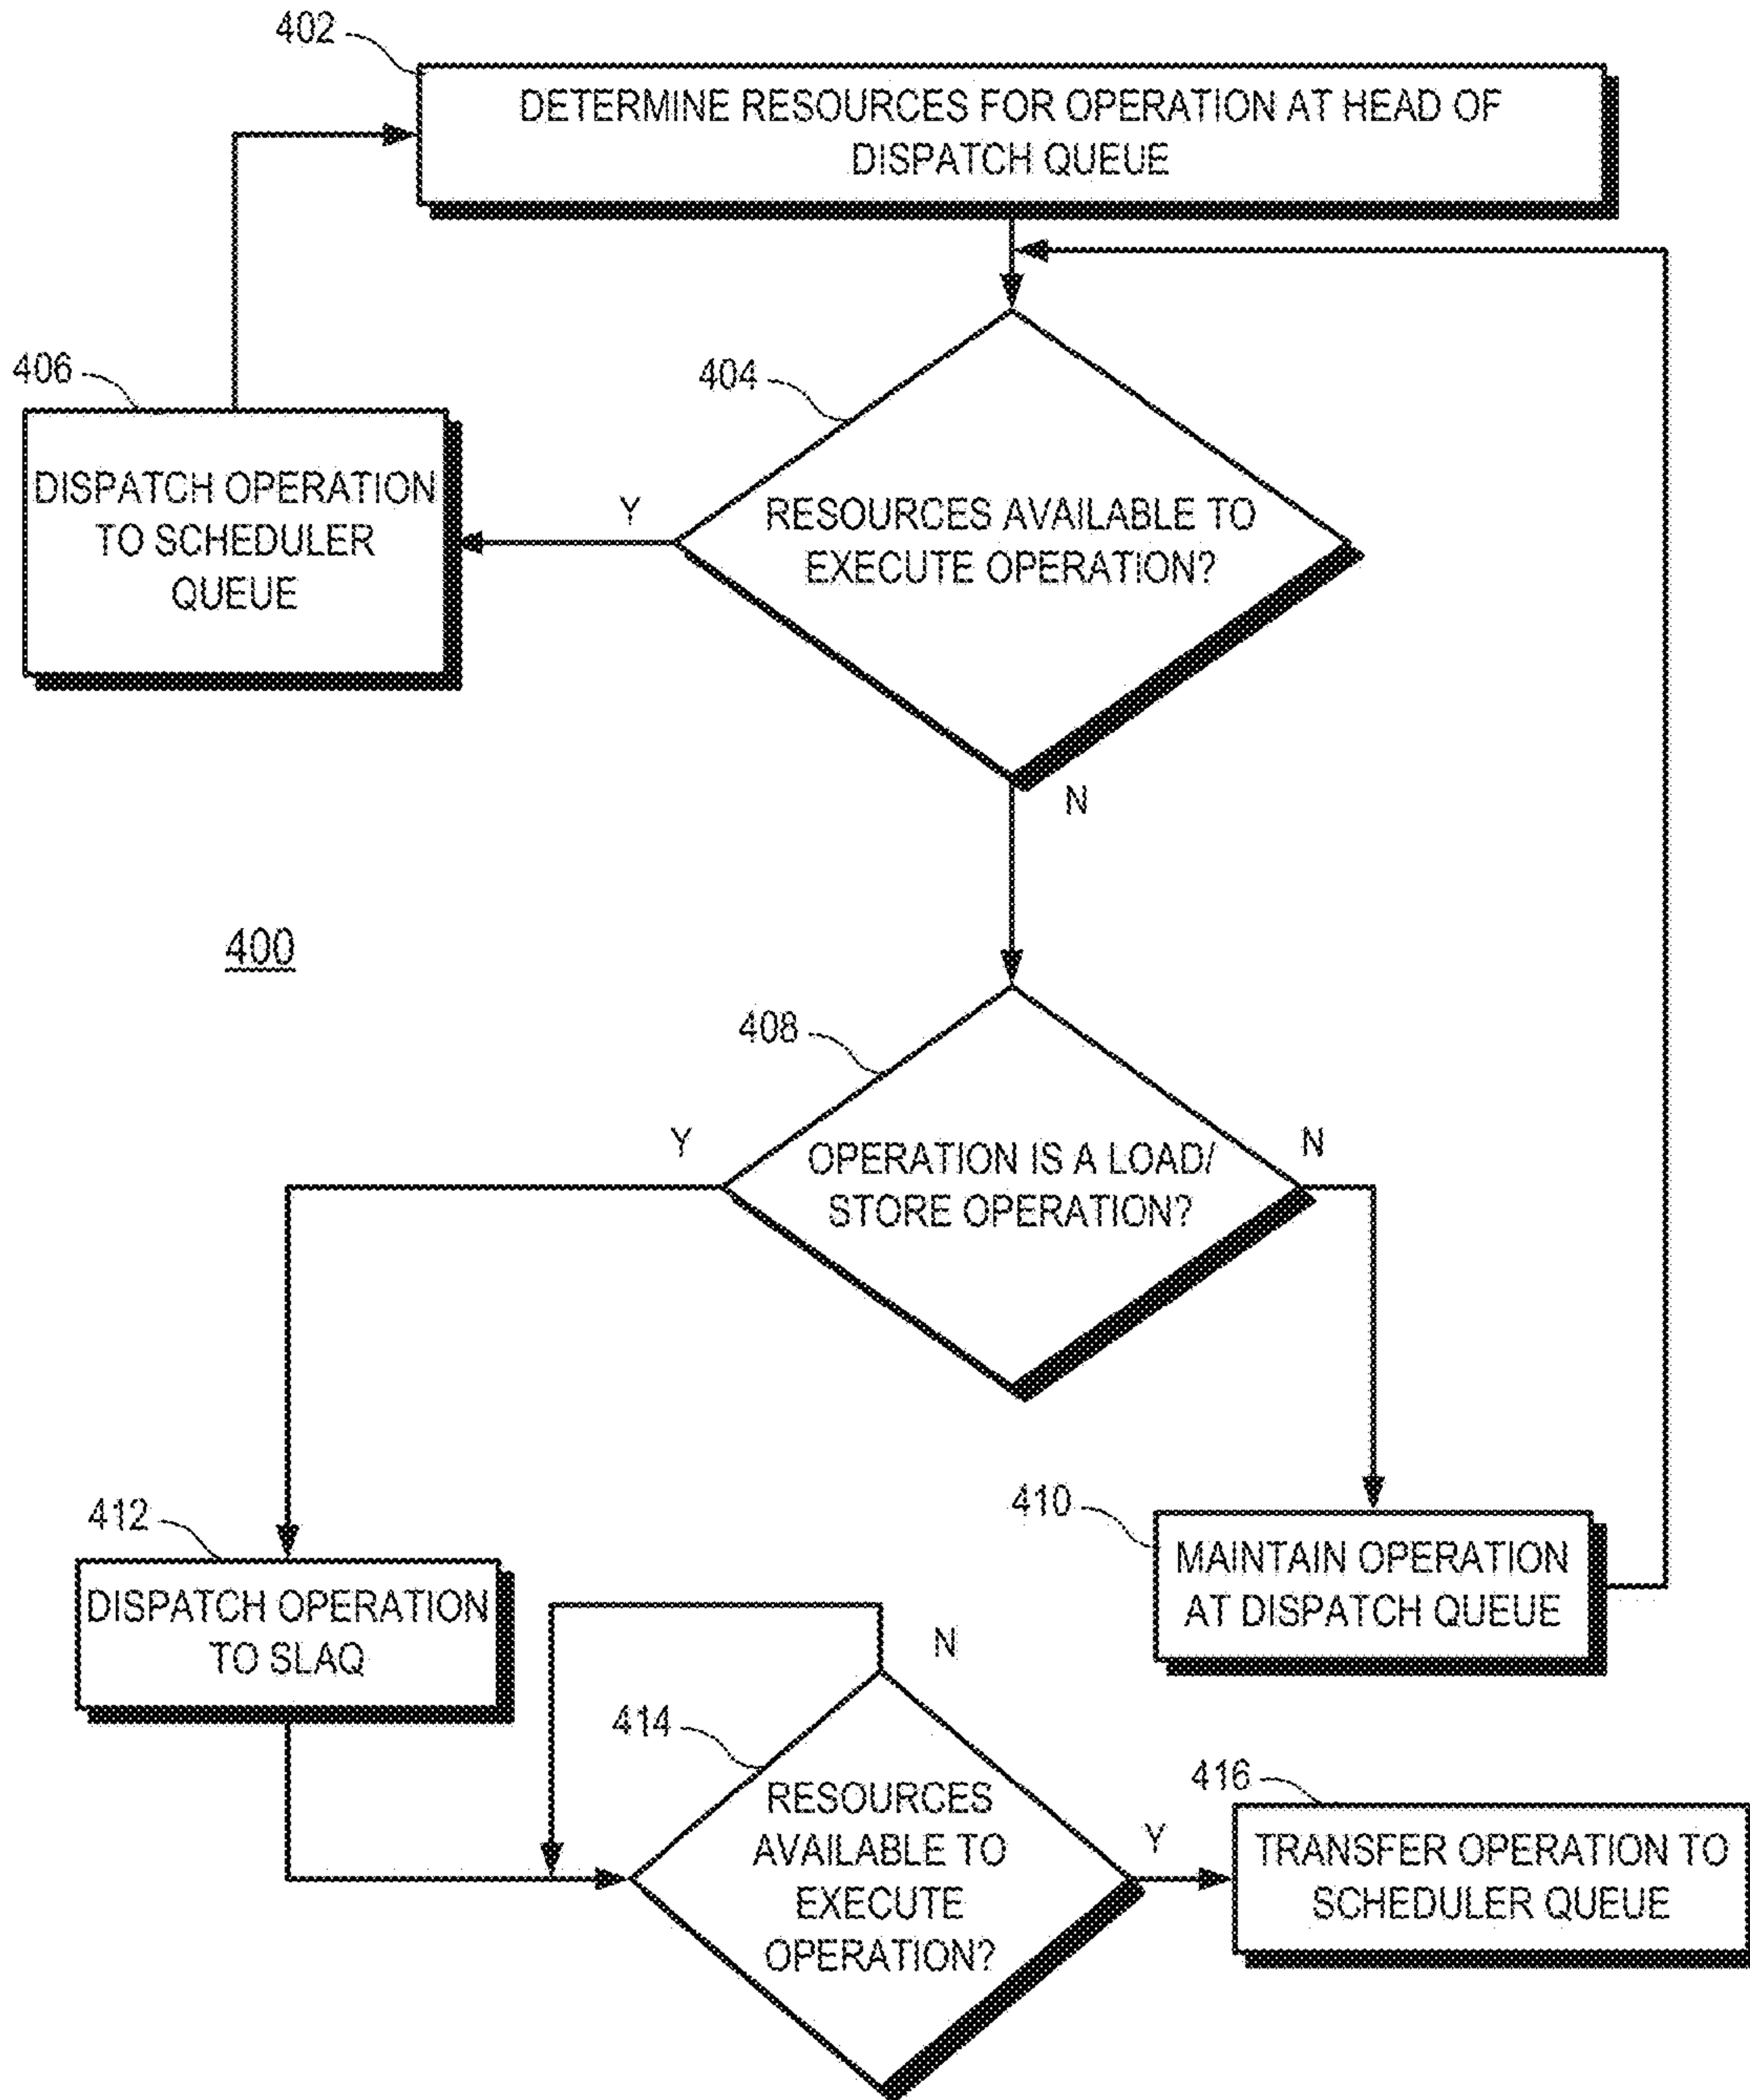 402
DETERMINE RESOURCES FOR OPERATION AT HEAD OF
DISPATCH QUEUE
406
404
DISPATCH OPERATION
TO SCHEDULER
QUEUE
Y
RESOURCES AVAILABLE TO
EXECUTE OPERATION?
N
400
408
Y
OPERATION IS A LOAD/
STORE OPERATION?
N
412
DISPATCH OPERATION
TO SLAQ
410
MAINTAIN OPERATION
AT DISPATCH QUEUE
N
414
RESOURCES
AVAILABLE TO
EXECUTE
OPERATION?
Y
416
TRANSFER OPERATION TO
SCHEDULER QUEUE